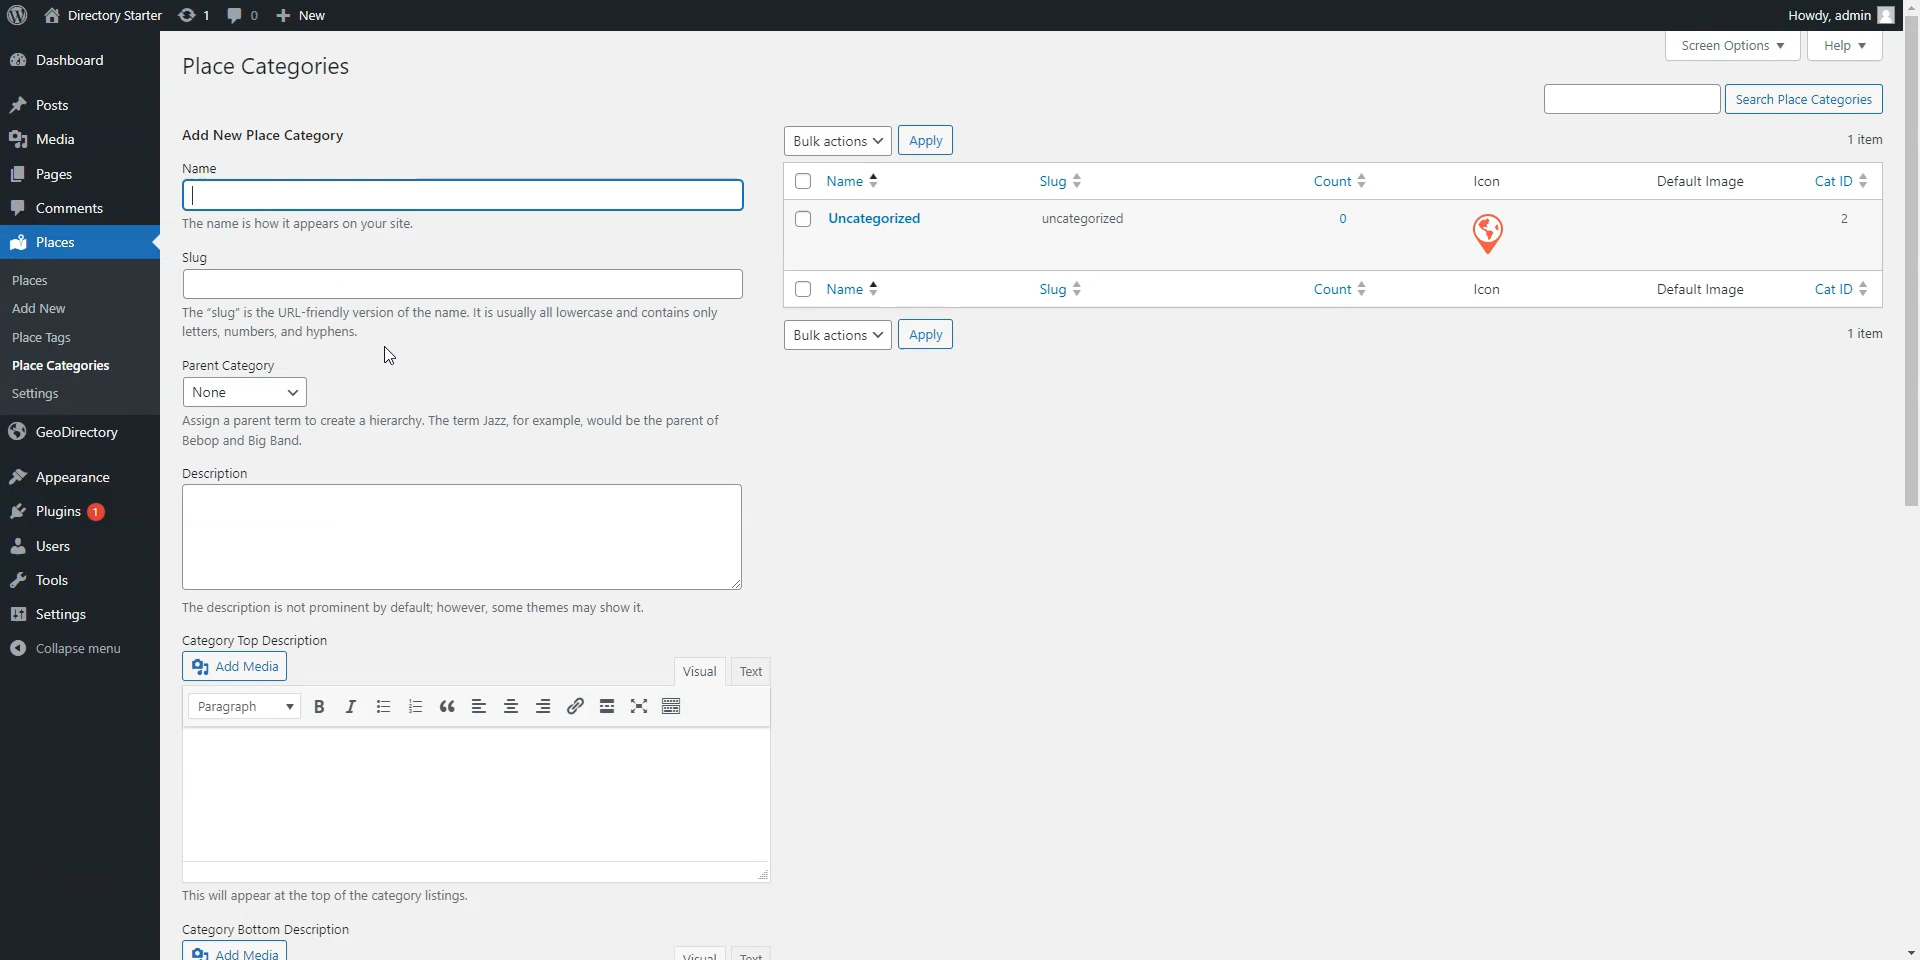 Directory Starter
1
0
New
Howdy, admin
Dashboard
Posts
Media
Pages
Comments
Places
Places
Add New
Place Tags
Place Categories
Settings
GeoDirectory
Appearance
Plugins 1
Users
Tools
Settings
Collapse menu
Screen Options
Help
Place Categories
Search Place Categories
Add New Place Category
Name
The name is how it appears on your site.
Slug
The “slug” is the URL-friendly version of the name. It is usually all lowercase and contains only
letters, numbers, and hyphens.
Parent Category
None
Assign a parent term to create a hierarchy. The term Jazz, for example, would be the parent of
Bebop and Big Band.
Description
The description is not prominent by default; however, some themes may show it.
Category Top Description
Add Media
Visual
Text
Paragraph
This will appear at the top of the category listings.
Category Bottom Description
Add Media
Visual
Text
Bulk actions
Apply
1 item
Name
Slug
Count
Icon
Default Image
Cat ID
Uncategorized
uncategorized
0
2
Name
Slug
Count
Icon
Default Image
Cat ID
Bulk actions
Apply
1 item